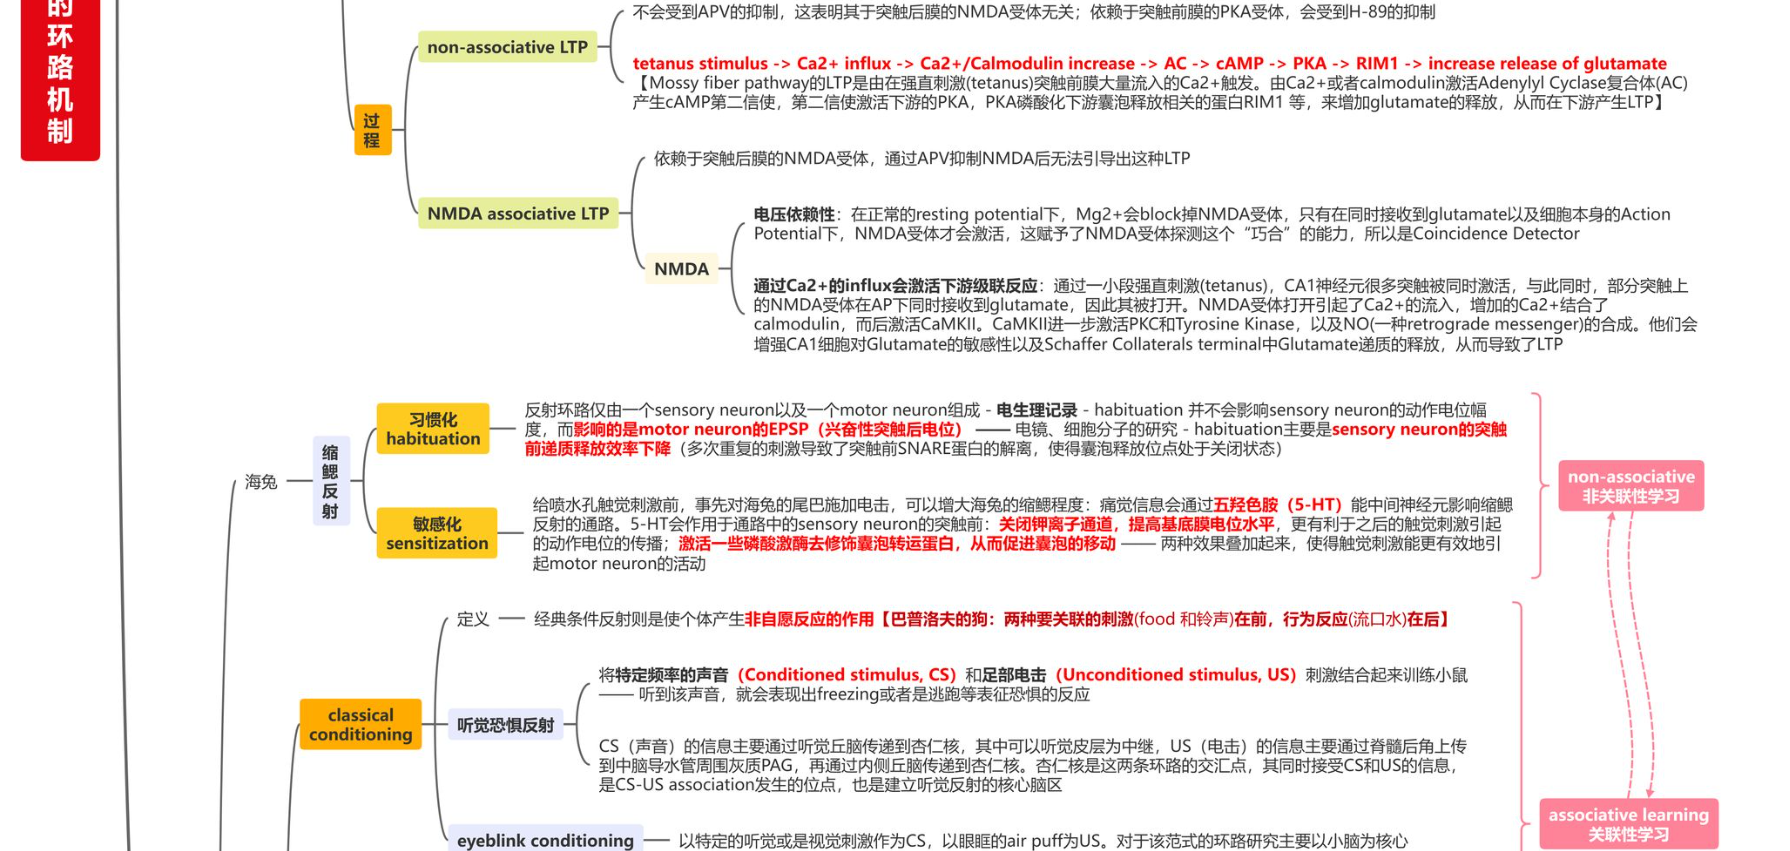 的
环
路
机
制
过
程
non-associative LTP
不会受到APV的抑制，这表明其于突触后膜的NMDA受体无关；依赖于突触前膜的PKA受体，会受到H-89的抑制
tetanus stimulus -> Ca2+ influx -> Ca2+/Calmodulin increase -> AC -> cAMP -> PKA -> RIM1 -> increase release of glutamate
【Mossy fiber pathway的LTP是由在强直刺激(tetanus)突触前膜大量流入的Ca2+触发。由Ca2+或者calmodulin激活Adenylyl Cyclase复合体(AC)
产生cAMP第二信使，第二信使激活下游的PKA，PKA磷酸化下游囊泡释放相关的蛋白RIM1 等，来增加glutamate的释放，从而在下游产生LTP】
NMDA associative LTP
依赖于突触后膜的NMDA受体，通过APV抑制NMDA后无法引导出这种LTP
NMDA
电压依赖性：在正常的resting potential下，Mg2+会block掉NMDA受体，只有在同时接收到glutamate以及细胞本身的Action
Potential下，NMDA受体才会激活，这赋予了NMDA受体探测这个“巧合”的能力，所以是Coincidence Detector
通过Ca2+的influx会激活下游级联反应：通过一小段强直刺激(tetanus)，CA1神经元很多突触被同时激活，与此同时，部分突触上
的NMDA受体在AP下同时接收到glutamate，因此其被打开。NMDA受体打开引起了Ca2+的流入，增加的Ca2+结合了
calmodulin，而后激活CaMKII。CaMKII进一步激活PKC和Tyrosine Kinase，以及NO(一种retrograde messenger)的合成。他们会
增强CA1细胞对Glutamate的敏感性以及Schaffer Collaterals terminal中Glutamate递质的释放，从而导致了LTP
海兔
缩
鳃
反
射
习惯化
habituation
反射环路仅由一个sensory neuron以及一个motor neuron组成 - 电生理记录 - habituation 并不会影响sensory neuron的动作电位幅
度，而影响的是motor neuron的EPSP（兴奋性突触后电位） —— 电镜、细胞分子的研究 - habituation主要是sensory neuron的突触
前递质释放效率下降（多次重复的刺激导致了突触前SNARE蛋白的解离，使得囊泡释放位点处于关闭状态）
敏感化
sensitization
给喷水孔触觉刺激前，事先对海兔的尾巴施加电击，可以增大海兔的缩鳃程度：痛觉信息会通过五羟色胺（5-HT）能中间神经元影响缩鳃
反射的通路。5-HT会作用于通路中的sensory neuron的突触前：关闭钾离子通道，提高基底膜电位水平，更有利于之后的触觉刺激引起
的动作电位的传播；激活一些磷酸激酶去修饰囊泡转运蛋白，从而促进囊泡的移动 —— 两种效果叠加起来，使得触觉刺激能更有效地引
起motor neuron的活动
non-associative
非关联性学习
classical
conditioning
定义
经典条件反射则是使个体产生非自愿反应的作用【巴普洛夫的狗：两种要关联的刺激(food 和铃声)在前，行为反应(流口水)在后】
听觉恐惧反射
将特定频率的声音（Conditioned stimulus, CS）和足部电击（Unconditioned stimulus, US）刺激结合起来训练小鼠
—— 听到该声音，就会表现出freezing或者是逃跑等表征恐惧的反应
CS（声音）的信息主要通过听觉丘脑传递到杏仁核，其中可以听觉皮层为中继，US（电击）的信息主要通过脊髓后角上传
到中脑导水管周围灰质PAG，再通过内侧丘脑传递到杏仁核。杏仁核是这两条环路的交汇点，其同时接受CS和US的信息，
是CS-US association发生的位点，也是建立听觉反射的核心脑区
eyeblink conditioning
以特定的听觉或是视觉刺激作为CS，以眼眶的air puff为US。对于该范式的环路研究主要以小脑为核心
associative learning
关联性学习